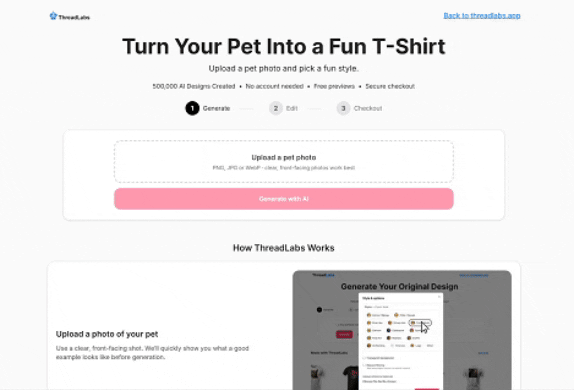 ThreadLabs
Back to threadlabs.app
Turn Your Pet Into a Fun T-Shirt
Upload a pet photo and pick a fun style.
500,000 AI Designs Created • No account needed • Free previews • Secure checkout
1 Generate 2 Edit 3 Checkout
Upload a pet photo
PNG, JPG or WebP · clear, front-facing photos work best
Generate with AI
How ThreadLabs Works
ThreadLabs
Generate Your Original Design
Upload a photo of your pet
Use a clear, front-facing shot. We'll quickly show you what a good
example looks like before generation.